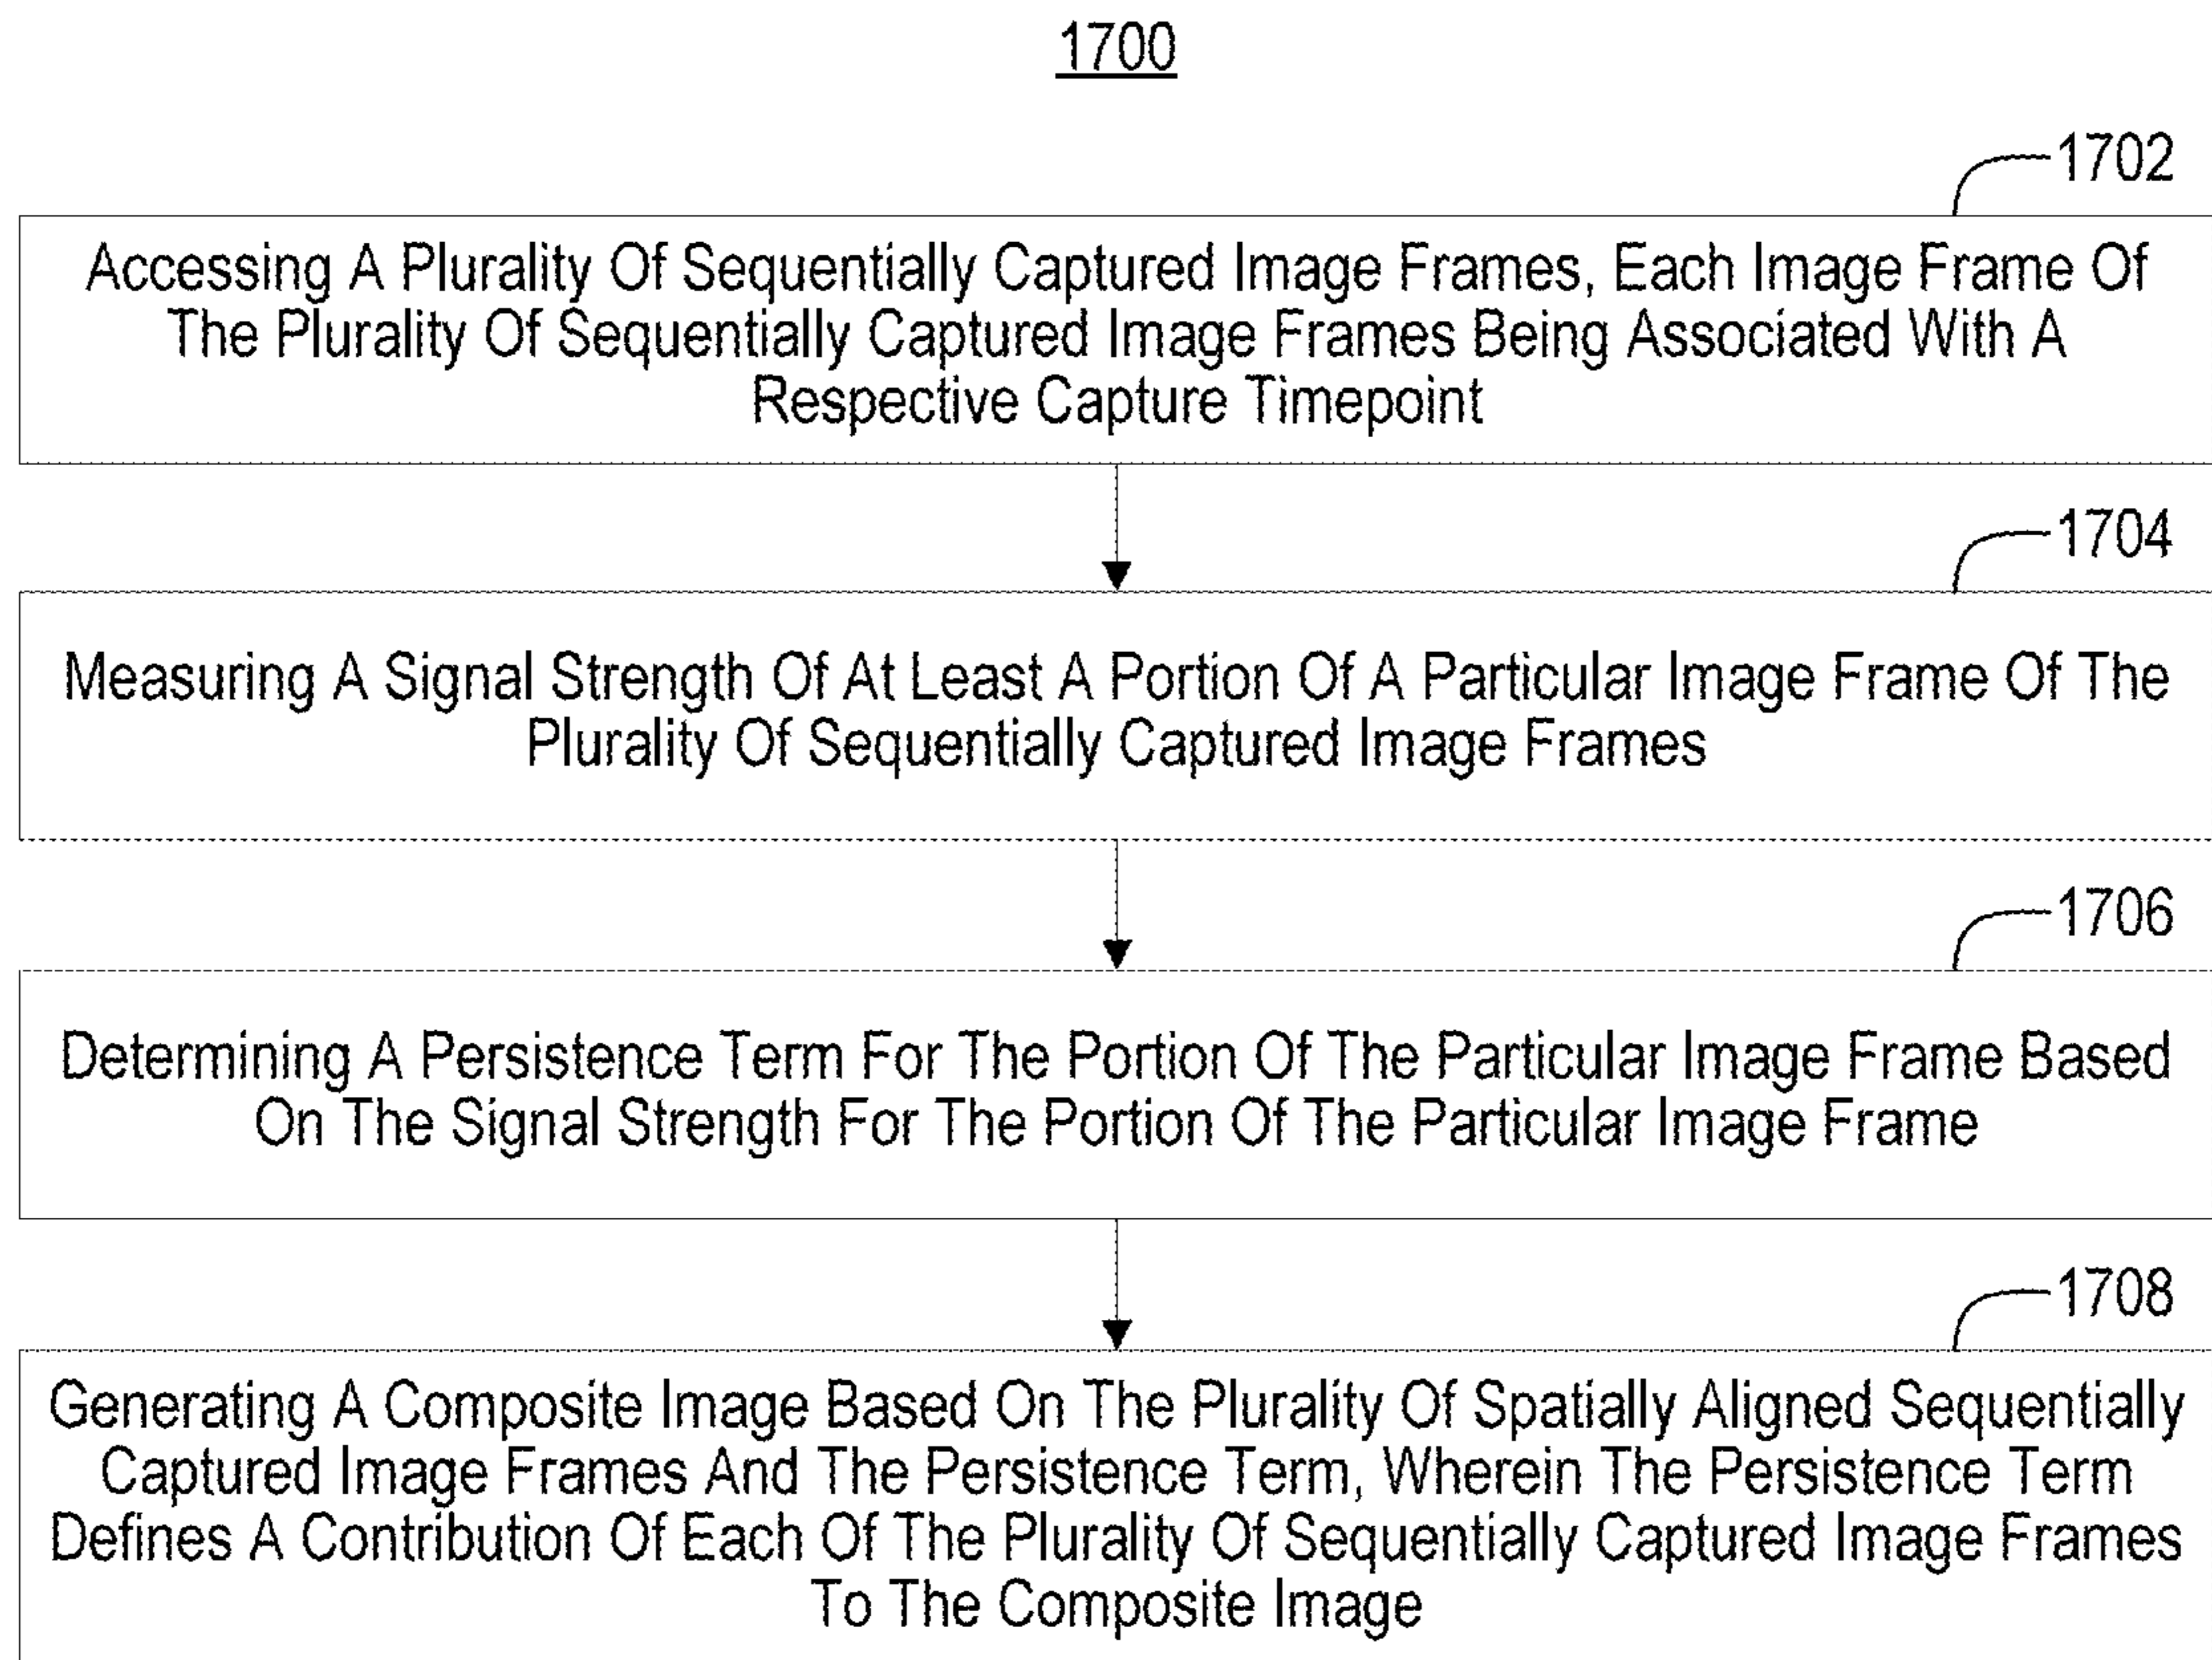 1700
1702
Accessing A Plurality Of Sequentially Captured Image Frames, Each Image Frame Of
The Plurality Of Sequentially Captured Image Frames Being Associated With A
Respective Capture Timepoint
1704
Measuring A Signal Strength Of At Least A Portion Of A Particular Image Frame Of The
Plurality Of Sequentially Captured Image Frames
1706
Determining A Persistence Term For The Portion Of The Particular Image Frame Based
On The Signal Strength For The Portion Of The Particular Image Frame
1708
Generating A Composite Image Based On The Plurality Of Spatially Aligned Sequentially
Captured Image Frames And The Persistence Term, Wherein The Persistence Term
Defines A Contribution Of Each Of The Plurality Of Sequentially Captured Image Frames
To The Composite Image